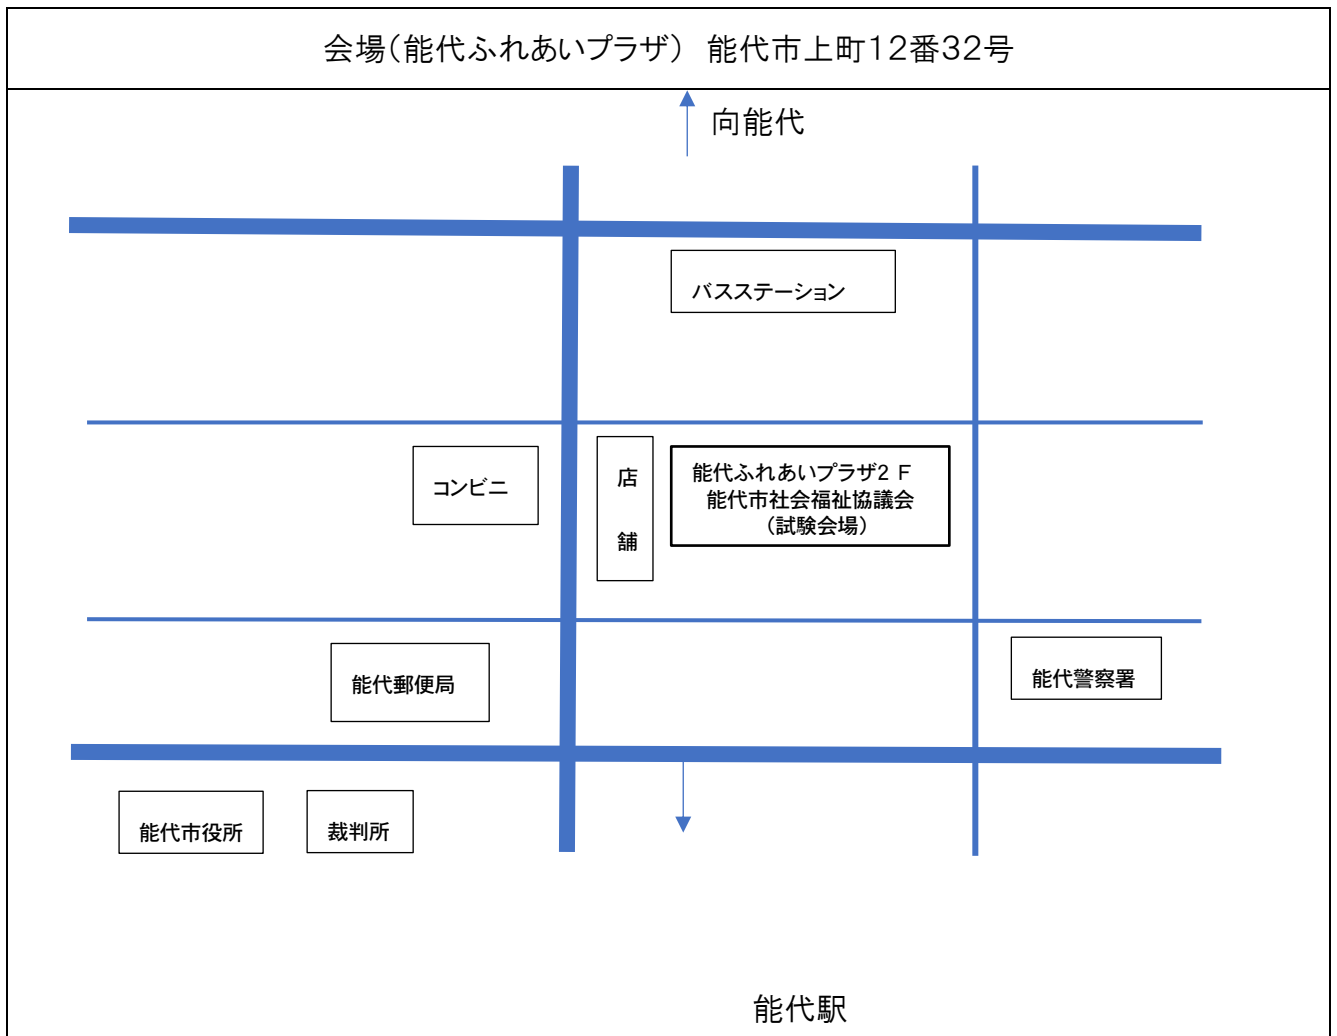 会場(能代ふれあいプラザ) 能代市上町12番32号
向能代
バスステーション
コンビニ
店舗
能代ふれあいプラザ2F
能代市社会福祉協議会
(試験会場)
能代郵便局
能代警察署
能代市役所
裁判所
能代駅